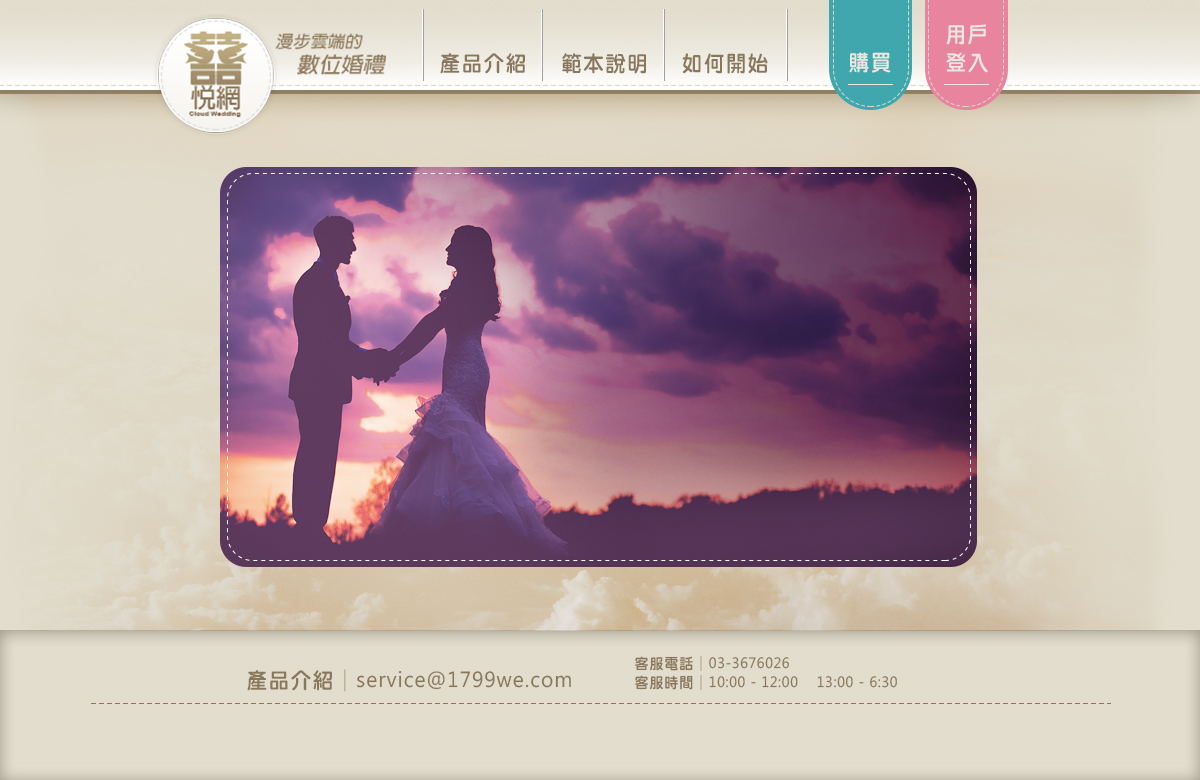 囍
悅網
Cloud Wedding
漫步雲端的
數位婚禮
產品介紹
範本說明
如何開始
購買
用戶
登入
產品介紹 | service@1799we.com
客服電話 | 03-3676026
客服時間 | 10:00 - 12:00 13:00 - 6:30